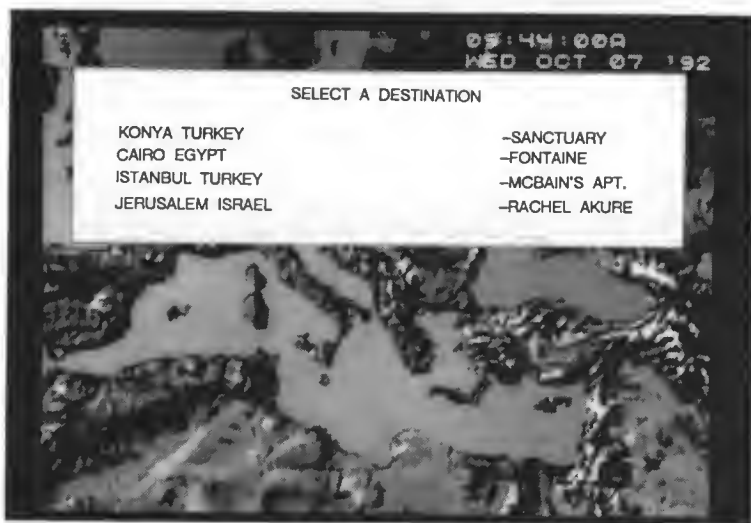 09:44:00A
WED OCT 07 '92
SELECT A DESTINATION
KONYA TURKEY -SANCTUARY
CAIRO EGYPT -FONTAINE
ISTANBUL TURKEY -MCBAIN'S APT.
JERUSALEM ISRAEL -RACHEL AKURE